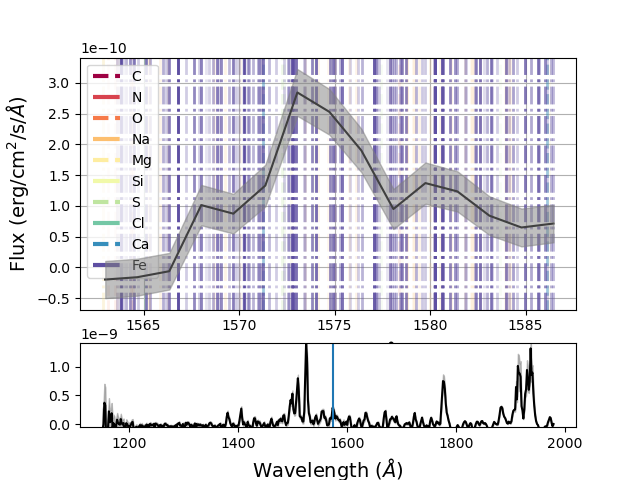 1e−10
3.0
2.5
2.0
1.5
1.0
0.5
0.0
−0.5
Flux (erg/cm²/s/Å)
C
N
O
Na
Mg
Si
S
Cl
Ca
Fe
1565 1570 1575 1580 1585
1e−9
1.0
0.5
0.0
1200 1400 1600 1800 2000
Wavelength (Å)